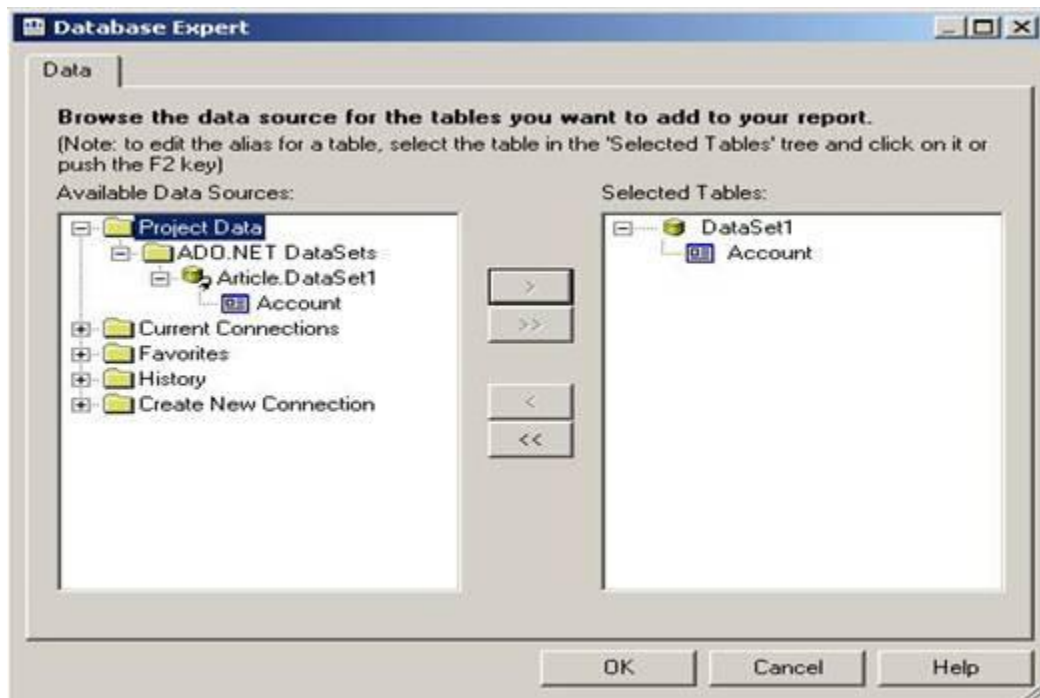 Database Expert
Data
Browse the data source for the tables you want to add to your report.
(Note: to edit the alias for a table, select the table in the 'Selected Tables' tree and click on it or
push the F2 key)
Available Data Sources:
Project Data
ADO.NET DataSets
Article.DataSet1
Account
Current Connections
Favorites
History
Create New Connection
>
>>
<
<<
Selected Tables:
DataSet1
Account
OK
Cancel
Help